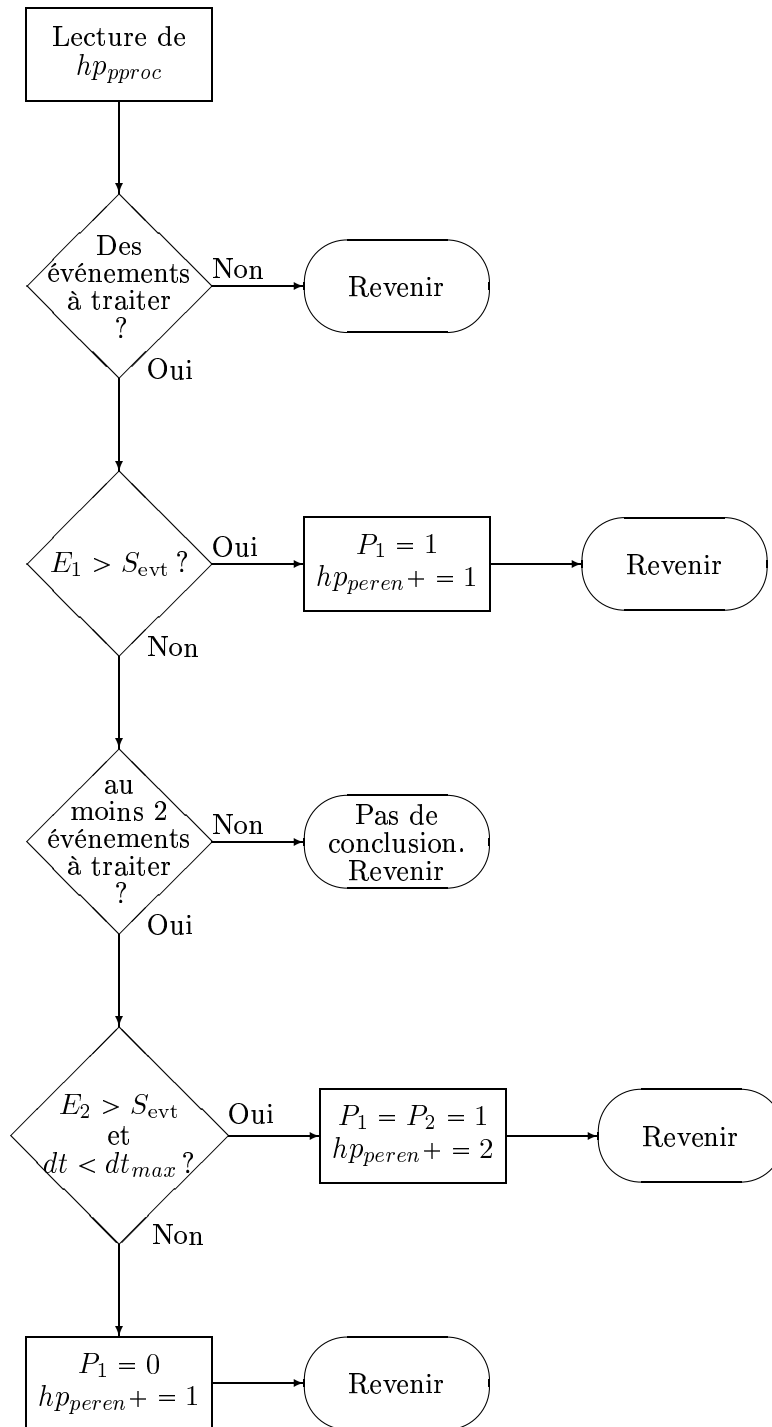 Lecture de
hp_pproc
Des
événements
à traiter
?
Non
Revenir
Oui
E_1 > S_evt ?
Oui
P_1 = 1
hp_peren + = 1
Revenir
Non
au
moins 2
événements
à traiter
?
Non
Pas de
conclusion.
Revenir
Oui
E_2 > S_evt
et
dt < dt_max ?
Oui
P_1 = P_2 = 1
hp_peren + = 2
Revenir
Non
P_1 = 0
hp_peren + = 1
Revenir